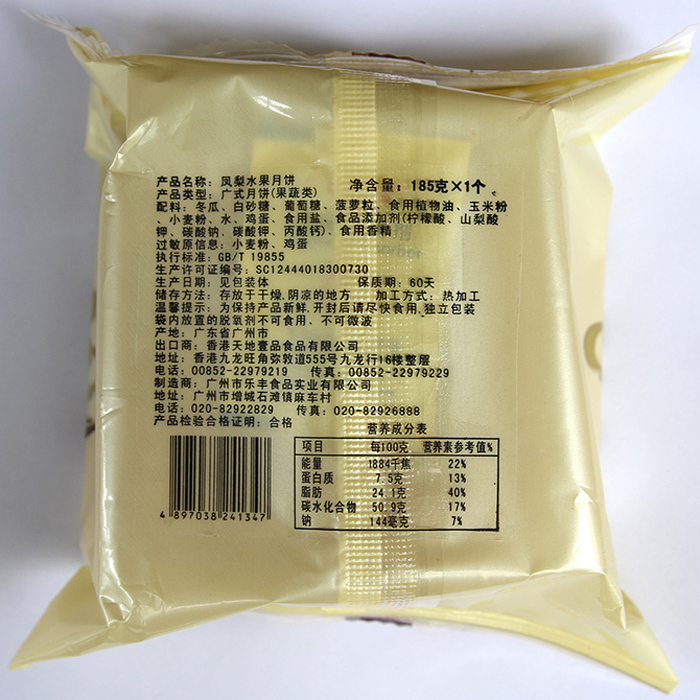 产品名称：凤梨水果月饼 净含量：185克×1个
产品类型：广式月饼(果蔬类)
配料：冬瓜、白砂糖、葡萄糖、菠萝粒、食用植物油、玉米粉
、小麦粉、水、鸡蛋、食用盐、食品添加剂(柠檬酸、山梨酸
钾、碳酸钠、碳酸钾、丙酸钙)、食用香精
过敏原信息：小麦粉、鸡蛋
执行标准：GB/T 19855
生产许可证编号：SC12444018300730
生产日期：见包装体 保质期：60天
储存方法：存放于干燥.阴凉的地方 加工方式：热加工
温馨提示：为保持产品新鲜.开封后请尽快食用.独立包装
袋内放置的脱氧剂不可食用、不可微波
产地：广东省广州市
出口商：香港天地壹品食品有限公司
地址：香港九龙旺角弥敦道555号九龙行16楼整层
电话：00852-22979219 传真：00852-22979229
制造商：广州市乐丰食品实业有限公司
地址：广州市增城石滩镇麻车村
电话：020-82922829 传真：020-82926888
产品检验合格证明：合格
营养成分表
项目 每100克 营养素参考值%
能量 1884千焦 22%
蛋白质 7.5克 13%
脂肪 24.1克 40%
碳水化合物 50.9克 17%
钠 144毫克 7%
4 897038 241347